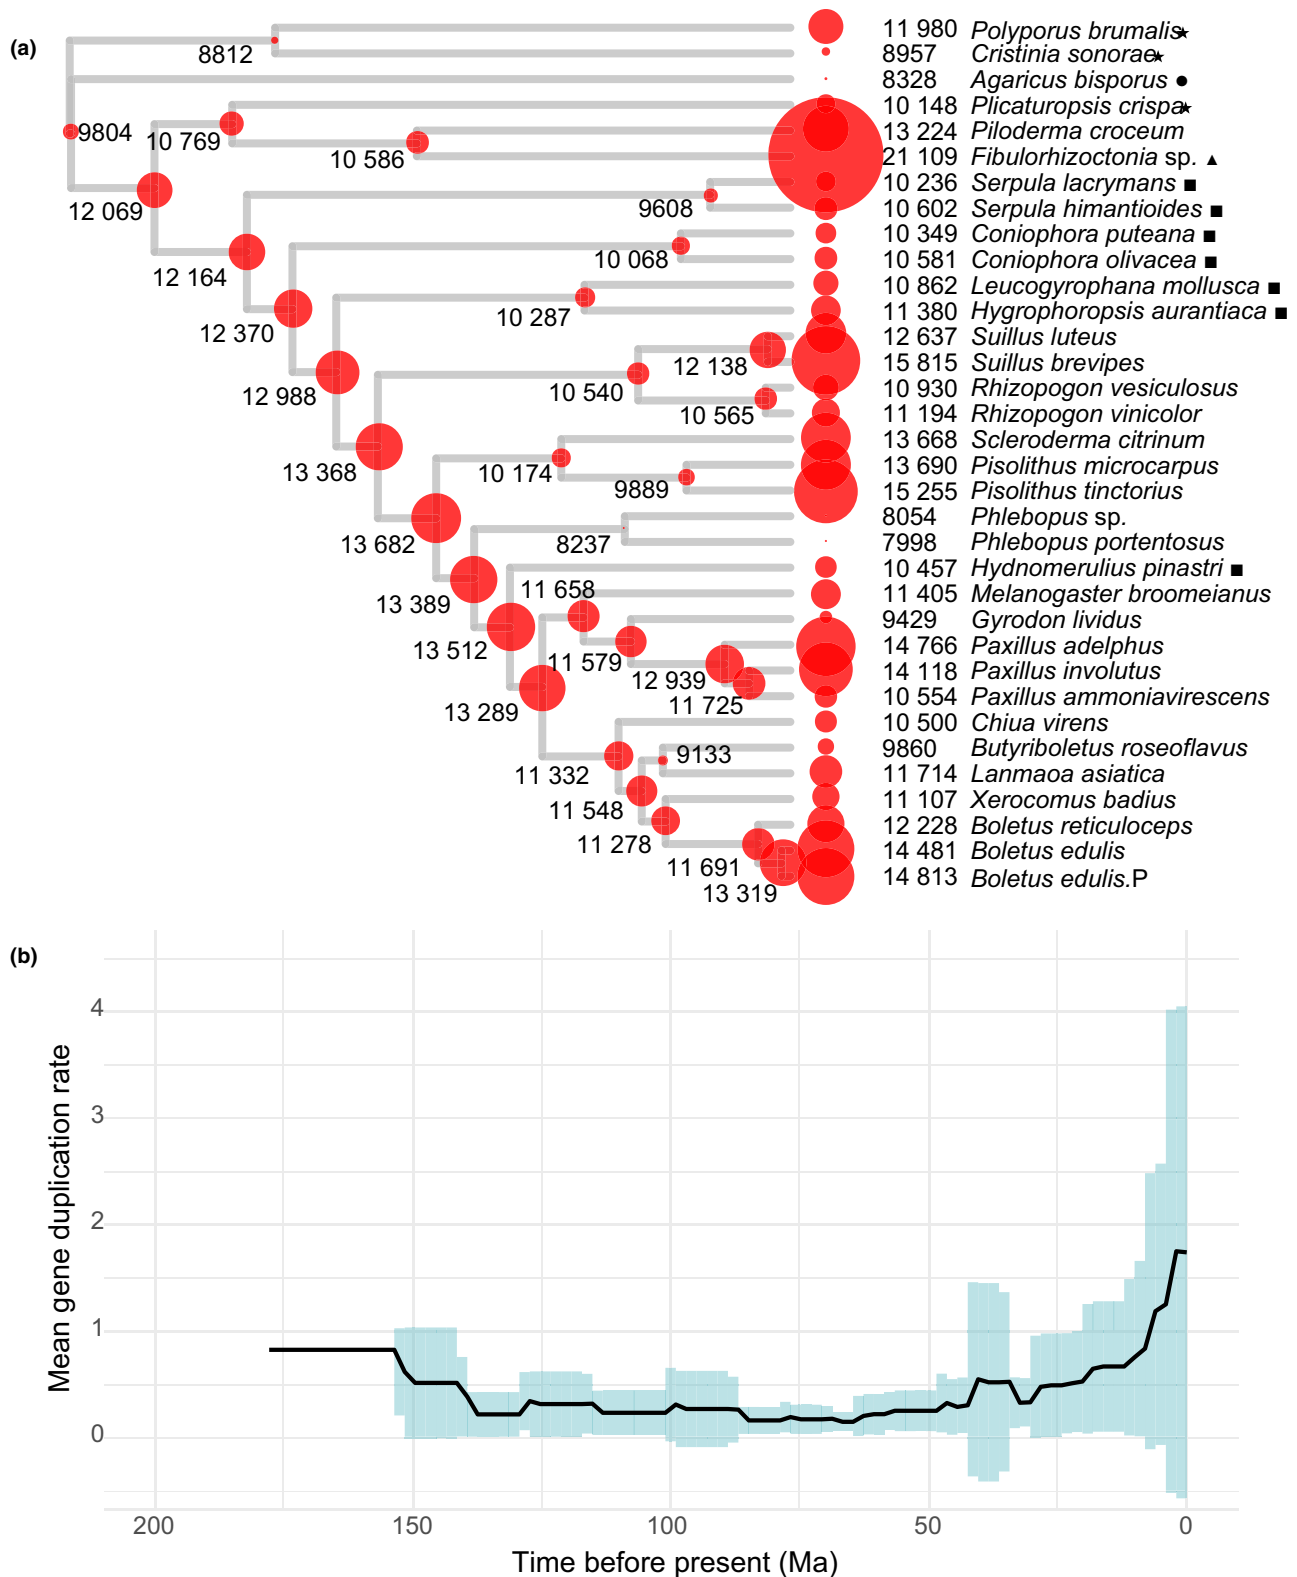 (a)
11 980 Polyporus brumalis ★
8812
8957 Cristinia sonorae ★
8328 Agaricus bisporus ●
9804
10 769
10 148 Plicaturopsis crispa ★
13 224 Piloderma croceum
10 586
21 109 Fibulorhizoctonia sp. ▲
12 069
10 236 Serpula lacrymans ■
9608
10 602 Serpula himantioides ■
10 349 Coniophora puteana ■
12 164
10 068
10 581 Coniophora olivacea ■
10 862 Leucogyrophana mollusca ■
12 370
10 287
11 380 Hygrophoropsis aurantiaca ■
12 637 Suillus luteus
12 138
15 815 Suillus brevipes
12 988
10 540
10 930 Rhizopogon vesiculosus
10 565
11 194 Rhizopogon vinicolor
13 668 Scleroderma citrinum
13 368
10 174
13 690 Pisolithus microcarpus
9889
15 255 Pisolithus tinctorius
8054 Phlebopus sp.
13 682
8237
7998 Phlebopus portentosus
10 457 Hydnomerulius pinastri ■
11 658
11 405 Melanogaster broomeianus
13 389
9429 Gyrodon lividus
13 512
14 766 Paxillus adelphus
11 579
14 118 Paxillus involutus
12 939
10 554 Paxillus ammoniavirescens
11 725
13 289
10 500 Chiua virens
9860 Butyriboletus roseoflavus
9133
11 332
11 714 Lanmaoa asiatica
11 107 Xerocomus badius
11 548
12 228 Boletus reticuloceps
11 278
14 481 Boletus edulis
11 691
14 813 Boletus edulis.P
13 319
(b)
Mean gene duplication rate
4
3
2
1
0
200 150 100 50 0
Time before present (Ma)